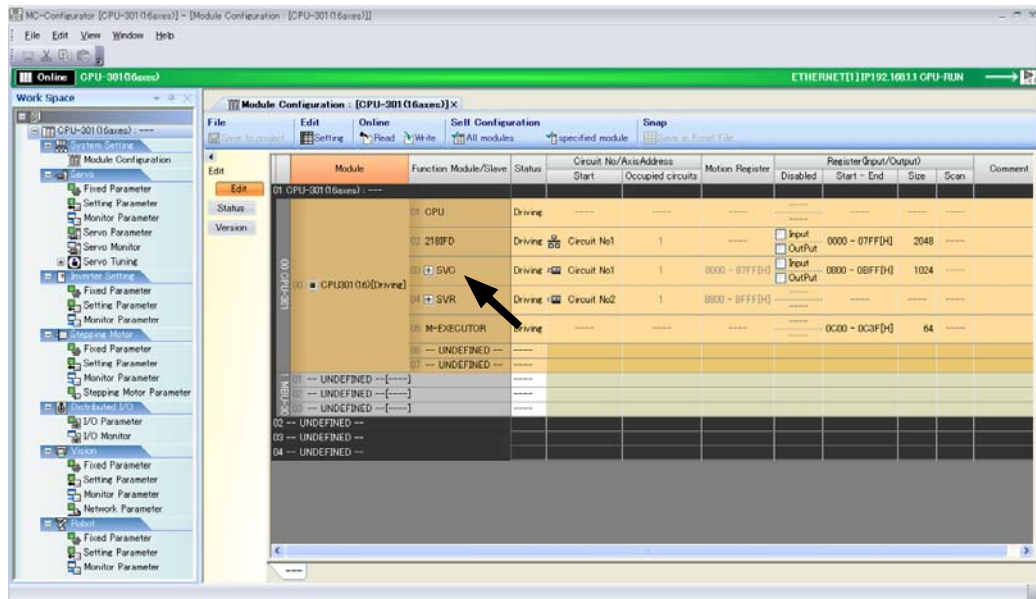 MC-Configurator [CPU-301(16axes)] - [Module Configuration : [CPU-301(16axes)]]
File Edit View Window Help
Online CPU-301(16axes) ETHERNET[1] IP192.168.1.1 CPU-RUN
Work Space
CPU-301(16axes) : ----
System Setting
Module Configuration
Servo
Fixed Parameter
Setting Parameter
Monitor Parameter
Servo Parameter
Servo Monitor
Servo Tuning
Inverter Setting
Fixed Parameter
Setting Parameter
Monitor Parameter
Stepping Motor
Fixed Parameter
Setting Parameter
Monitor Parameter
Stepping Motor Parameter
Distributed I/O
I/O Parameter
I/O Monitor
Vision
Fixed Parameter
Setting Parameter
Monitor Parameter
Network Parameter
Robot
Fixed Parameter
Setting Parameter
Monitor Parameter
Module Configuration : [CPU-301(16axes)] ×
File Edit Online Self Configuration Snap
Save to project Setting Read Write All modules specified module Save in Excel File
Edit
Edit
Status
Version
Module Function Module/Slave Status Circuit No/AxisAddress Motion Register Register(Input/Output) Comment
Start Occupied circuits Disabled Start - End Size Scan
01 CPU-301(16axes) : ----
00 CPU-301
00 CPU301(16)[Driving]
01 CPU Driving ---- ---- ---- ---- ---- ---- ----
02 218IFD Driving Circuit No1 1 ---- Input OutPut 0000 - 07FF[H] 2048 ----
03 + SVC Driving Circuit No1 1 8000 - 87FF[H] Input OutPut 0800 - 0BFF[H] 1024 ----
04 + SVR Driving Circuit No2 1 8800 - 8FFF[H] ---- ---- ---- ----
05 M-EXECUTOR Driving ---- ---- ---- ---- 0C00 - 0C3F[H] 64 ----
06 -- UNDEFINED -- ----
07 -- UNDEFINED -- ----
01 -- UNDEFINED --[----] ----
02 -- UNDEFINED --[----] ----
03 -- UNDEFINED --[----] ----
02 -- UNDEFINED --
03 -- UNDEFINED --
04 -- UNDEFINED --
----